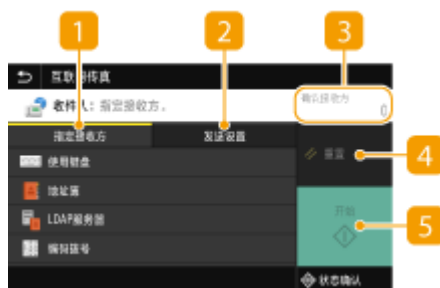 1
2
3
互联网传真
收件人：指定接收方。
确认接收方
0
指定接收方
发送设置
使用键盘
重置
4
地址簿
LDAP服务器
开始
5
编码拨号
状态确认